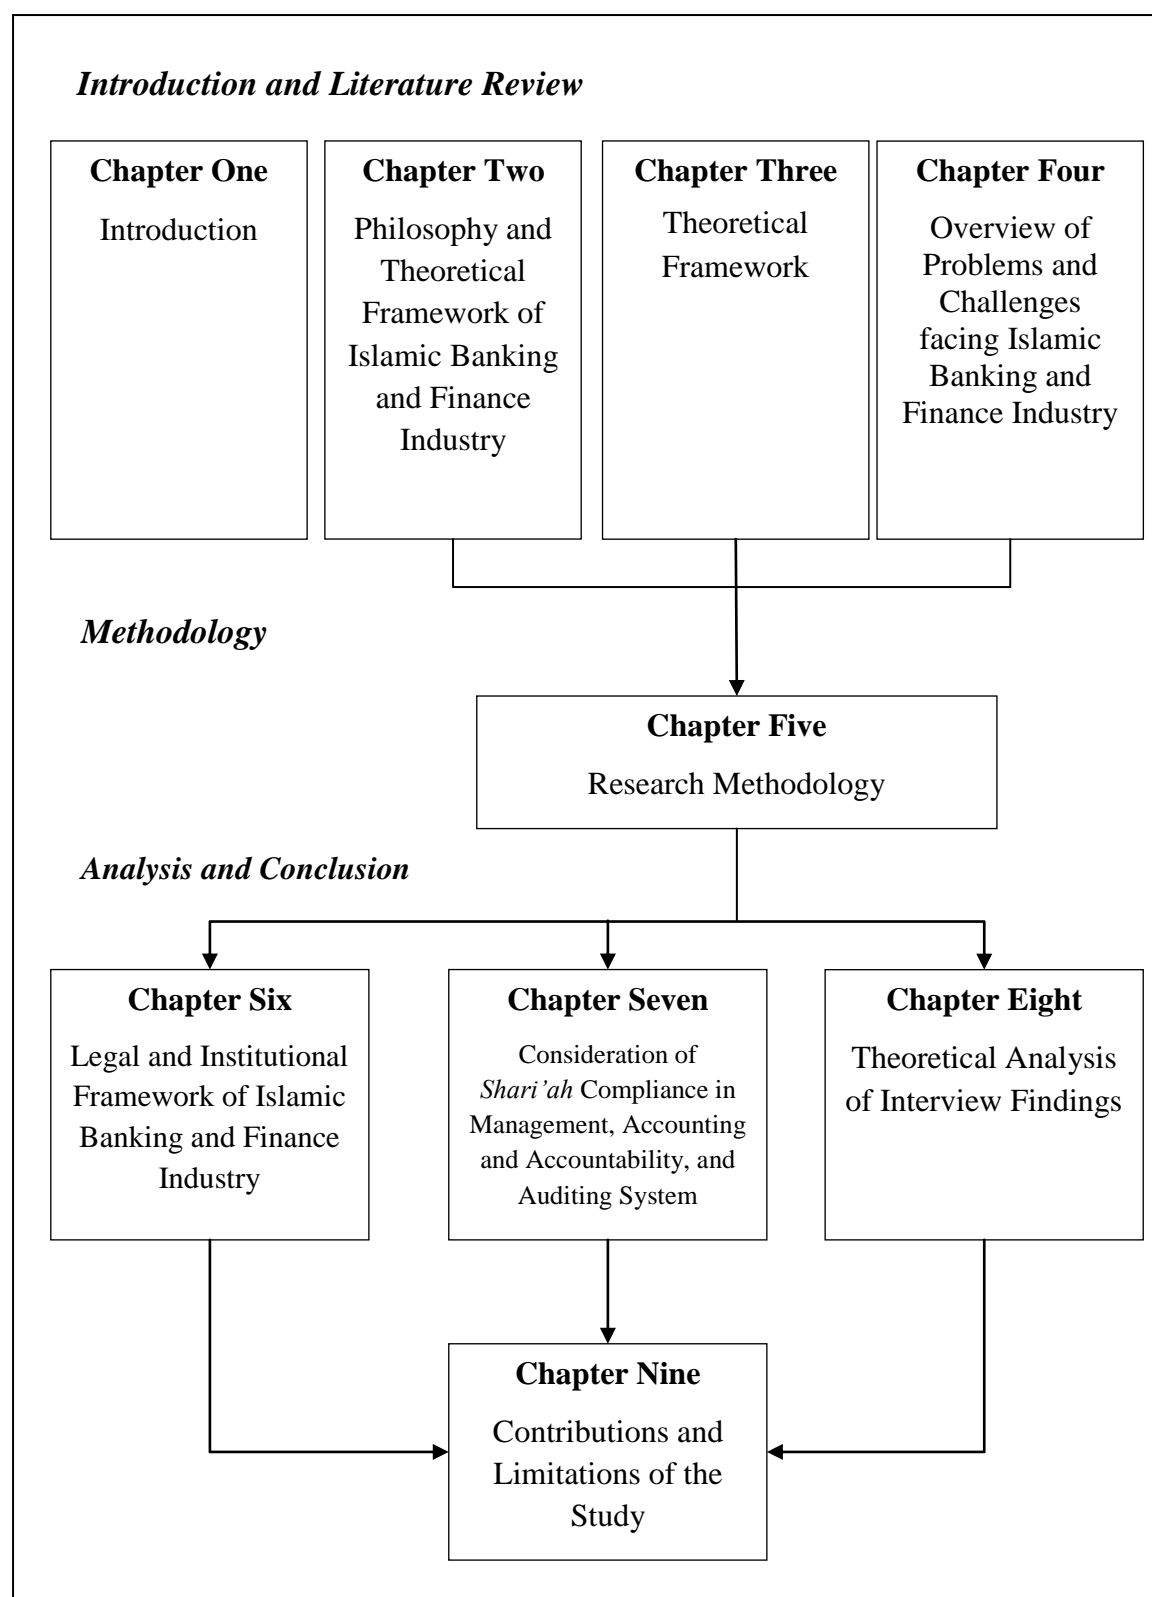 Introduction and Literature Review
Chapter One
Introduction
Chapter Two
Philosophy and
Theoretical
Framework of
Islamic Banking
and Finance
Industry
Chapter Three
Theoretical
Framework
Chapter Four
Overview of
Problems and
Challenges
facing Islamic
Banking and
Finance Industry
Methodology
Chapter Five
Research Methodology
Analysis and Conclusion
Chapter Six
Legal and Institutional
Framework of Islamic
Banking and Finance
Industry
Chapter Seven
Consideration of
Shari’ah Compliance in
Management, Accounting
and Accountability, and
Auditing System
Chapter Eight
Theoretical Analysis
of Interview Findings
Chapter Nine
Contributions and
Limitations of the
Study